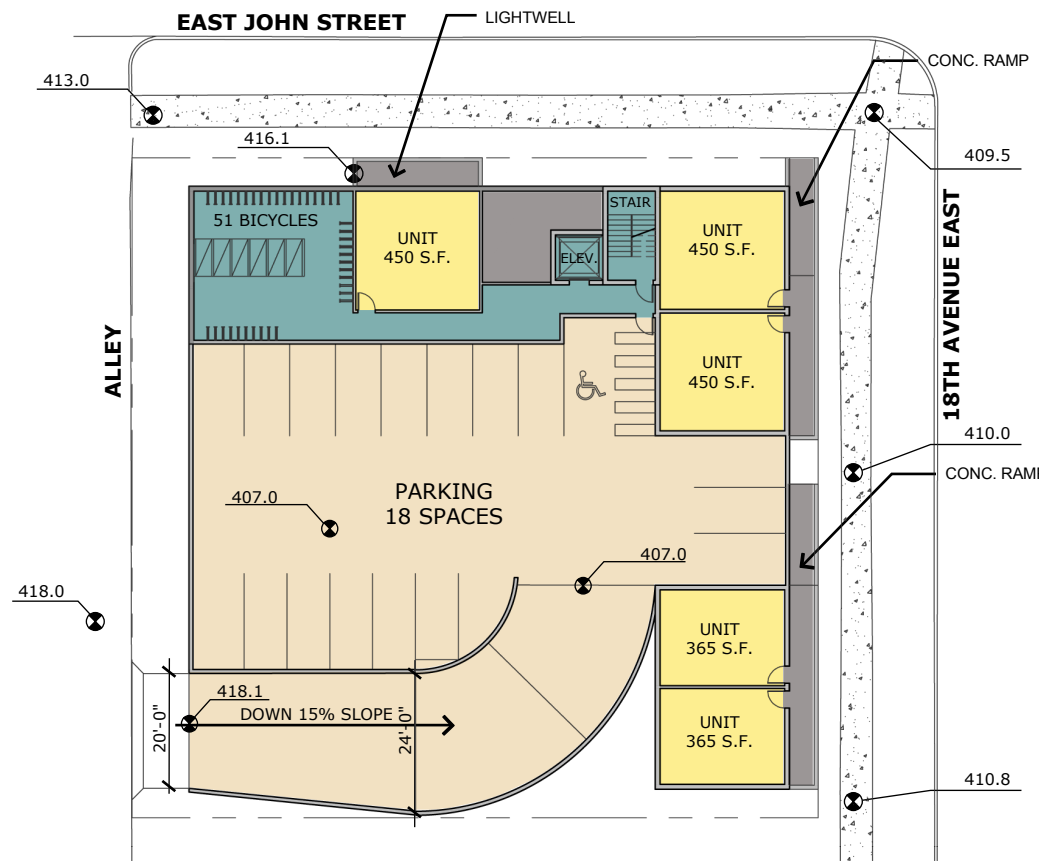 EAST JOHN STREET
LIGHTWELL
CONC. RAMP
413.0
416.1
409.5
51 BICYCLES
STAIR
UNIT
450 S.F.
ELEV.
UNIT
450 S.F.
ALLEY
18TH AVENUE EAST
UNIT
450 S.F.
410.0
CONC. RAMP
PARKING
18 SPACES
407.0
407.0
418.0
UNIT
365 S.F.
418.1
DOWN 15% SLOPE
20'-0"
24'-0"
UNIT
365 S.F.
410.8